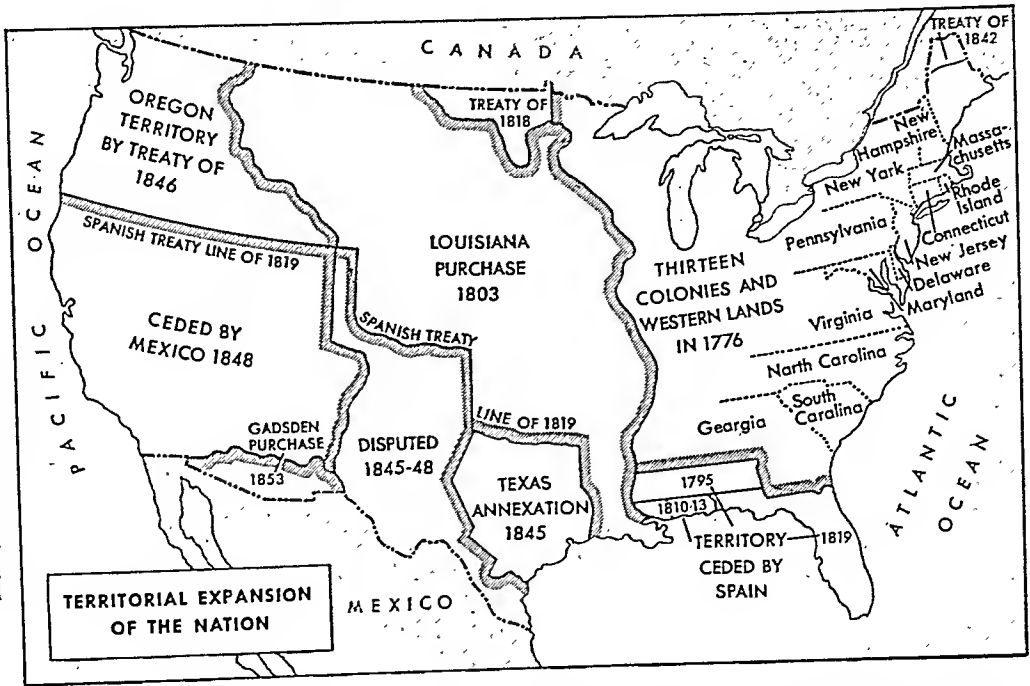 CANADA
TREATY OF
1842
OREGON
TERRITORY
BY TREATY OF
1846
TREATY OF
1818
New
Hampshire
Massa-
chusetts
New York
Rhode
Island
Connecticut
Pennsylvania
New Jersey
Delaware
Maryland
Virginia
North Carolina
South
Carolina
Geargia
PACIFIC OCEAN
SPANISH TREATY LINE OF 1819
LOUISIANA
PURCHASE
1803
THIRTEEN
COLONIES AND
WESTERN LANDS
IN 1776
CEDED BY
MEXICO 1848
SPANISH TREATY
LINE OF 1819
GADSDEN
PURCHASE
1853
DISPUTED
1845-48
TEXAS
ANNEXATION
1845
1795
1810-13
TERRITORY
CEDED BY
SPAIN
1819
ATLANTIC
OCEAN
MEXICO
TERRITORIAL EXPANSION
OF THE NATION